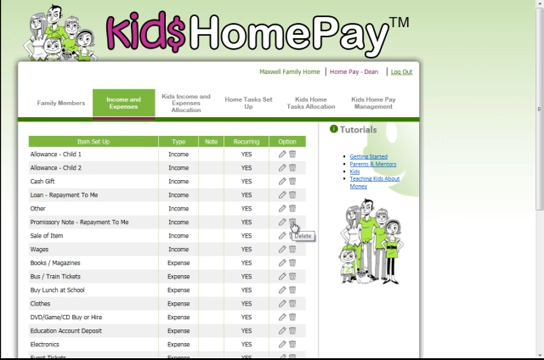 kid$HomePay™
Maxwell Family Home | Home Pay - Dean | Log Out
Family Members
Income and Expenses
Kids Income and Expenses Allocation
Home Tasks Set Up
Kids Home Tasks Allocation
Kids Home Pay Management
Item Set Up Type Note Recurring Option
Allowance - Child 1 Income YES
Allowance - Child 2 Income YES
Cash Gift Income YES
Loan - Repayment To Me Income YES
Other Income YES
Promissory Note - Repayment To Me Income YES
Delete
Sale of Item Income YES
Wages Income YES
Books / Magazines Expense YES
Bus / Train Tickets Expense YES
Buy Lunch at School Expense YES
Clothes Expense YES
DVD/Game/CD Buy or Hire Expense YES
Education Account Deposit Expense YES
Electronics Expense YES
Event Tickets Expense YES
Tutorials
Getting Started
Parents & Mentors
Kids
Teaching Kids About
Money